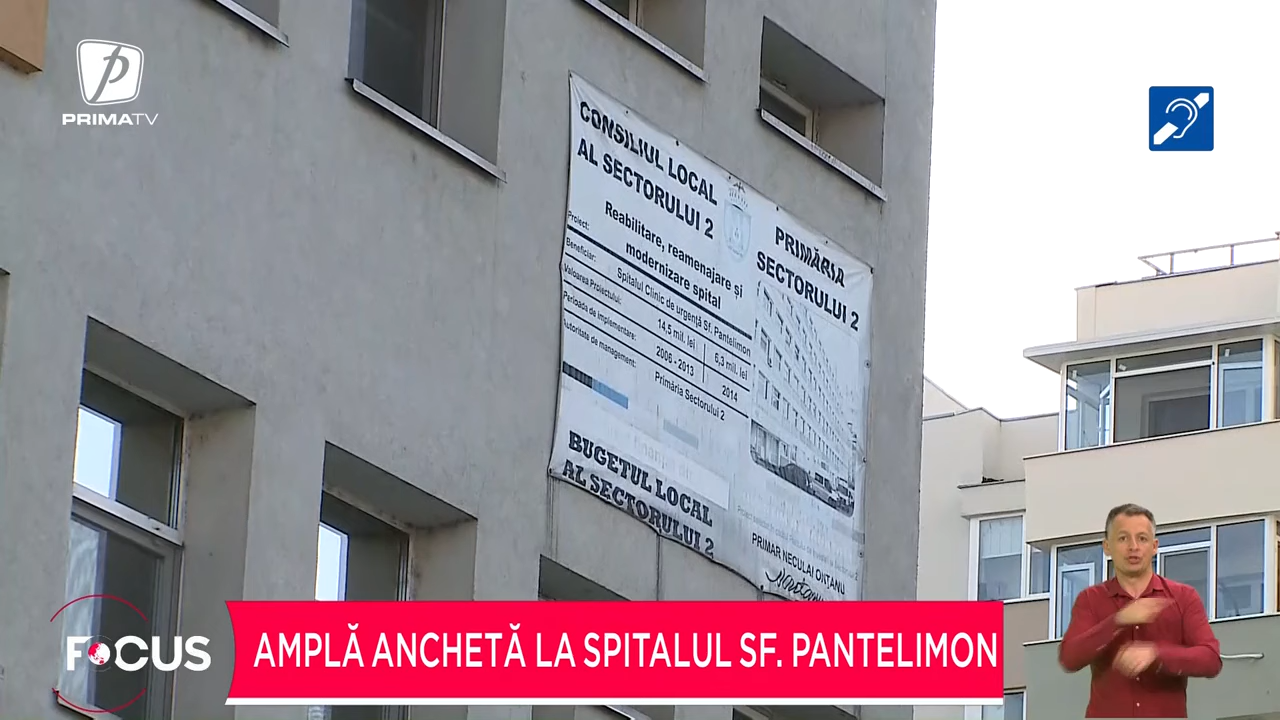 PRIMATV
CONSILIUL LOCAL
AL SECTORULUI 2
PRIMĂRIA
SECTORULUI 2
Proiect:
Reabilitare, reamenajare și
modernizare spital
Beneficiar:
Spitalul Clinic de urgență Sf. Pantelimon
Valoarea Proiectului:
14,5 mil. lei
6,3 mil. lei
Perioada de implementare:
2006 - 2013
2014
Autoritate de management:
Primăria Sectorului 2
BUGETUL LOCAL
AL SECTORULUI 2
PRIMAR NECULAI ONȚANU
FOCUS
AMPLĂ ANCHETĂ LA SPITALUL SF. PANTELIMON